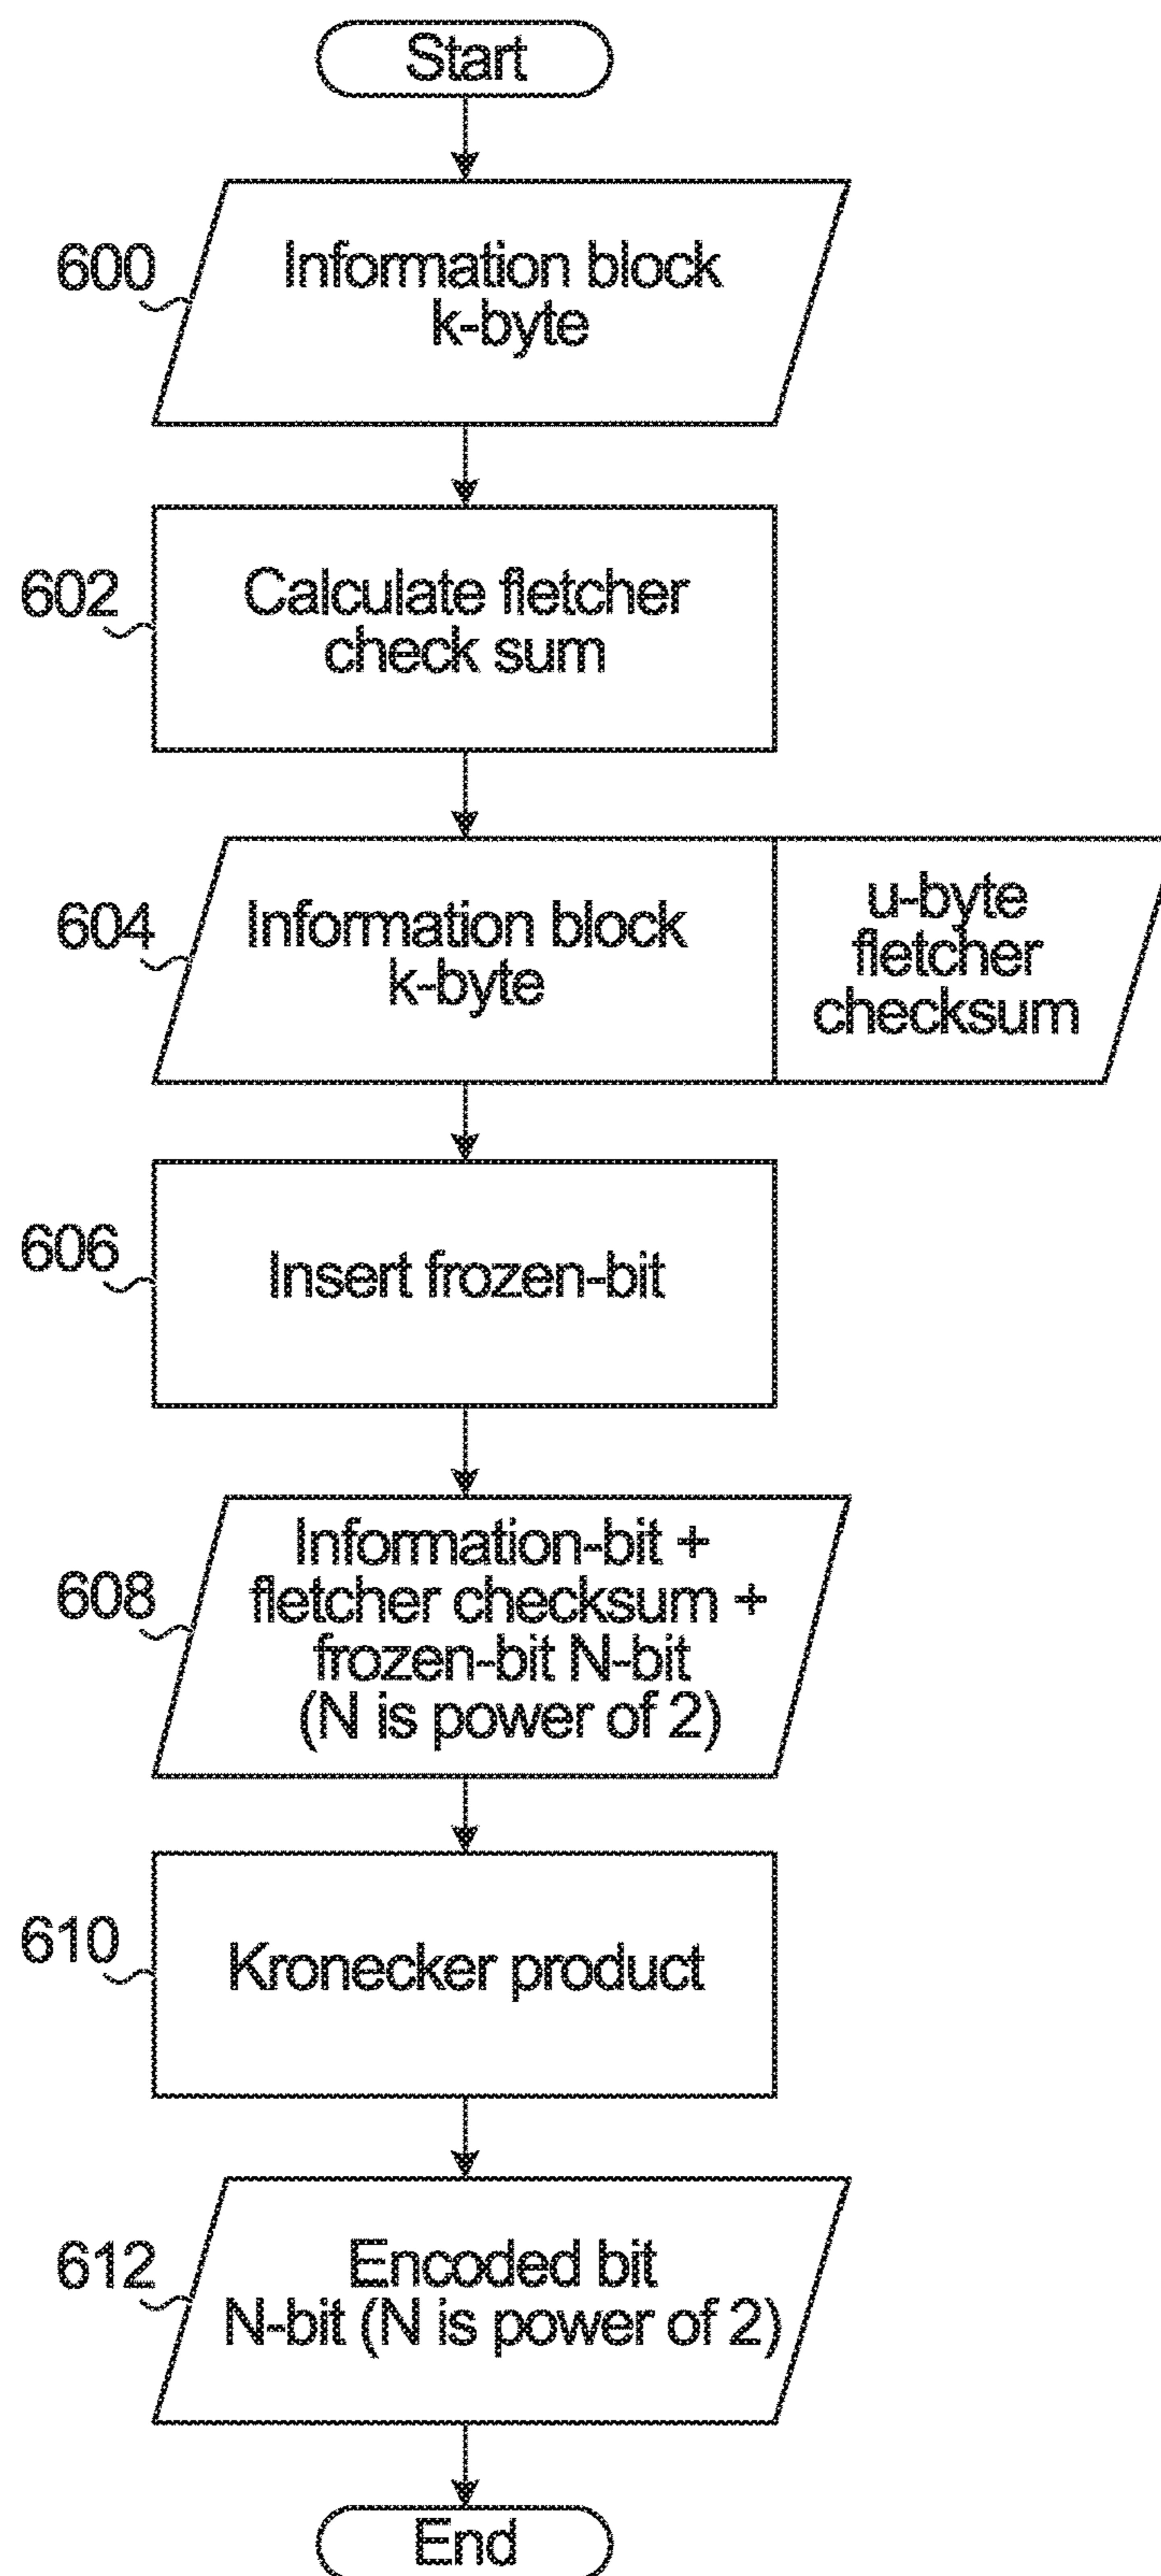 Start
600
Information block
k-byte
602
Calculate fletcher
check sum
604
Information block
k-byte
u-byte
fletcher
checksum
606
Insert frozen-bit
608
Information-bit +
fletcher checksum +
frozen-bit N-bit
(N is power of 2)
610
Kronecker product
612
Encoded bit
N-bit (N is power of 2)
End